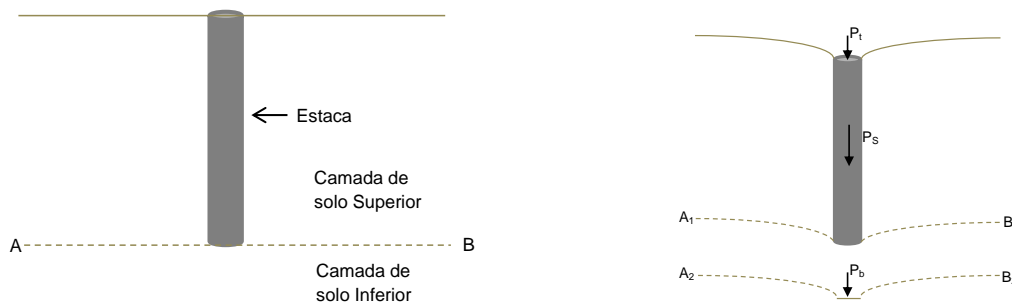 Estaca
Camada de
solo Superior
A
B
Camada de
solo Inferior
Pt
PS
A1
B
A2
Pb
B